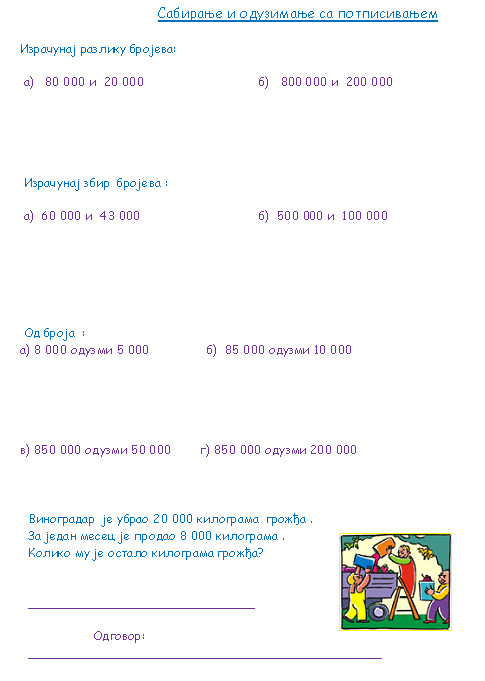 Сабирање и одузимање са потписивањем
Израчунај разлику бројева:
а) 80 000 и 20 000 б) 800 000 и 200 000
Израчунај збир бројева :
а) 60 000 и 43 000 б) 500 000 и 100 000
Од броја :
а) 8 000 одузми 5 000 б) 85 000 одузми 10 000
в) 850 000 одузми 50 000 г) 850 000 одузми 200 000
Виноградар је убрао 20 000 килограма грожђа .
За један месец је продао 8 000 килограма .
Колико му је остало килограма грожђа?
Одговор: